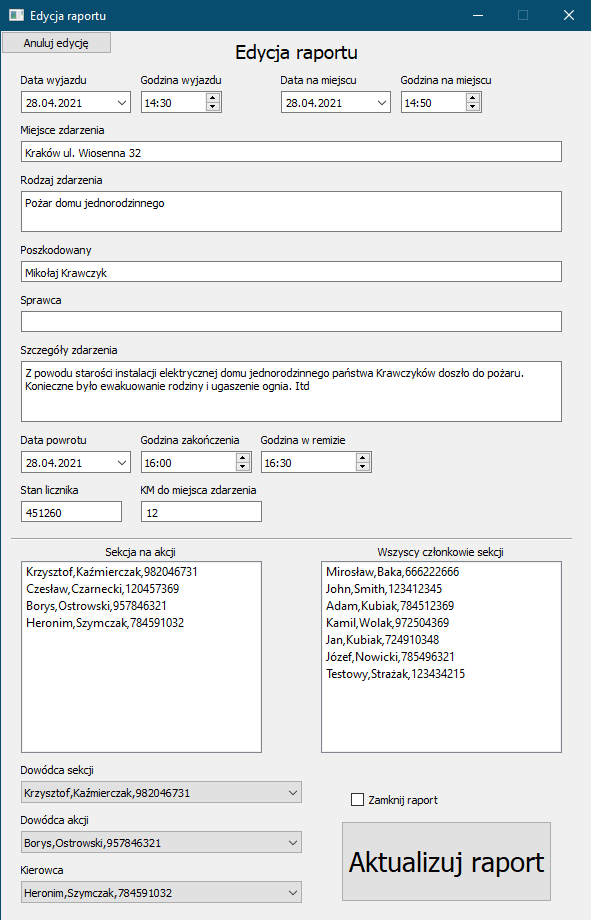 Edycja raportu
Anuluj edycję
Edycja raportu
Data wyjazdu Godzina wyjazdu Data na miejscu Godzina na miejscu
28.04.2021 14:30 28.04.2021 14:50
Miejsce zdarzenia
Kraków ul. Wiosenna 32
Rodzaj zdarzenia
Pożar domu jednorodzinnego
Poszkodowany
Mikołaj Krawczyk
Sprawca
Szczegóły zdarzenia
Z powodu starości instalacji elektrycznej domu jednorodzinnego państwa Krawczyków doszło do pożaru.
Konieczne było ewakuowanie rodziny i ugaszenie ognia. Itd
Data powrotu Godzina zakończenia Godzina w remizie
28.04.2021 16:00 16:30
Stan licznika KM do miejsca zdarzenia
451260 12
Sekcja na akcji
Krzysztof,Kaźmierczak,982046731
Czesław,Czarnecki,120457369
Borys,Ostrowski,957846321
Heronim,Szymczak,784591032
Wszyscy członkowie sekcji
Mirosław,Baka,666222666
John,Smith,123412345
Adam,Kubiak,784512369
Kamil,Wolak,972504369
Jan,Kubiak,724910348
Józef,Nowicki,785496321
Testowy,Strażak,123434215
Dowódca sekcji
Krzysztof,Kaźmierczak,982046731
Dowódca akcji
Borys,Ostrowski,957846321
Kierowca
Heronim,Szymczak,784591032
Zamknij raport
Aktualizuj raport